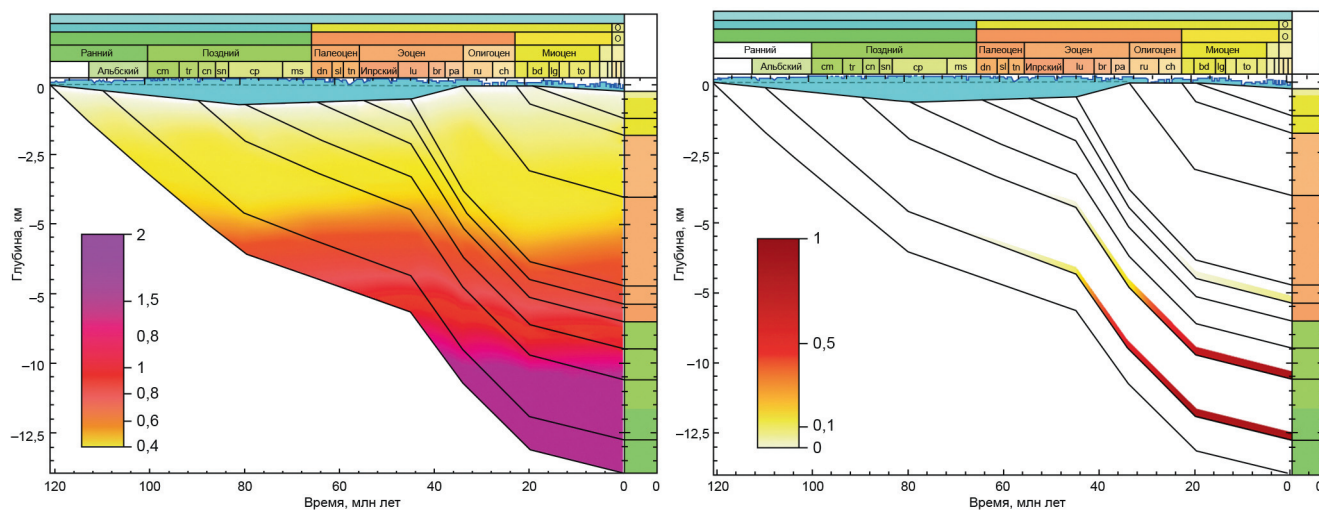 О
О
Ранний Поздний Палеоцен Эоцен Олигоцен Миоцен
Альбский cm tr cn sn cp ms dn sl tn Ипрский lu br pa ru ch bd lg to
0
–2,5
–5
–5
–10
–12,5
Глубина, км
2
1,5
0,8
1
0,8
0,6
0,4
120 100 80 60 40 20 0 0
Время, млн лет
О
О
Ранний Поздний Палеоцен Эоцен Олигоцен Миоцен
Альбский cm tr cn sn cp ms dn sl tn Ипрский lu br pa ru ch bd lg to
0
–2,5
–5
–5
–10
–12,5
Глубина, км
1
0,5
0,1
0
120 100 80 60 40 20 0 0
Время, млн лет